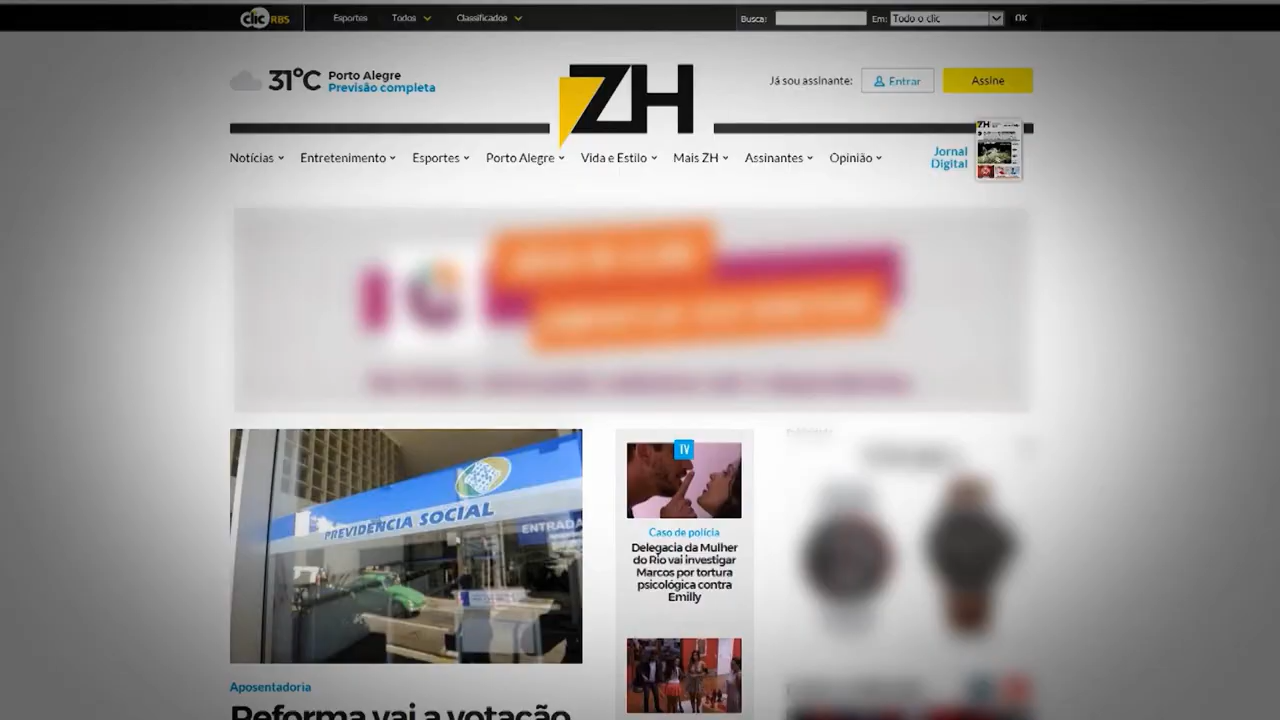 clic RBS
Esportes
Todos
Classificados
Busca:
Em:
Todo o clic
OK
31°C
Porto Alegre
Previsão completa
ZH
Já sou assinante:
Entrar
Assine
Notícias
Entretenimento
Esportes
Porto Alegre
Vida e Estilo
Mais ZH
Assinantes
Opinião
Jornal
Digital
ZH
PREVIDÊNCIA SOCIAL
ENTRADA
Aposentadoria
Reforma vai a votação
TV
Caso de polícia
Delegacia da Mulher
do Rio vai investigar
Marcos por tortura
psicológica contra
Emilly